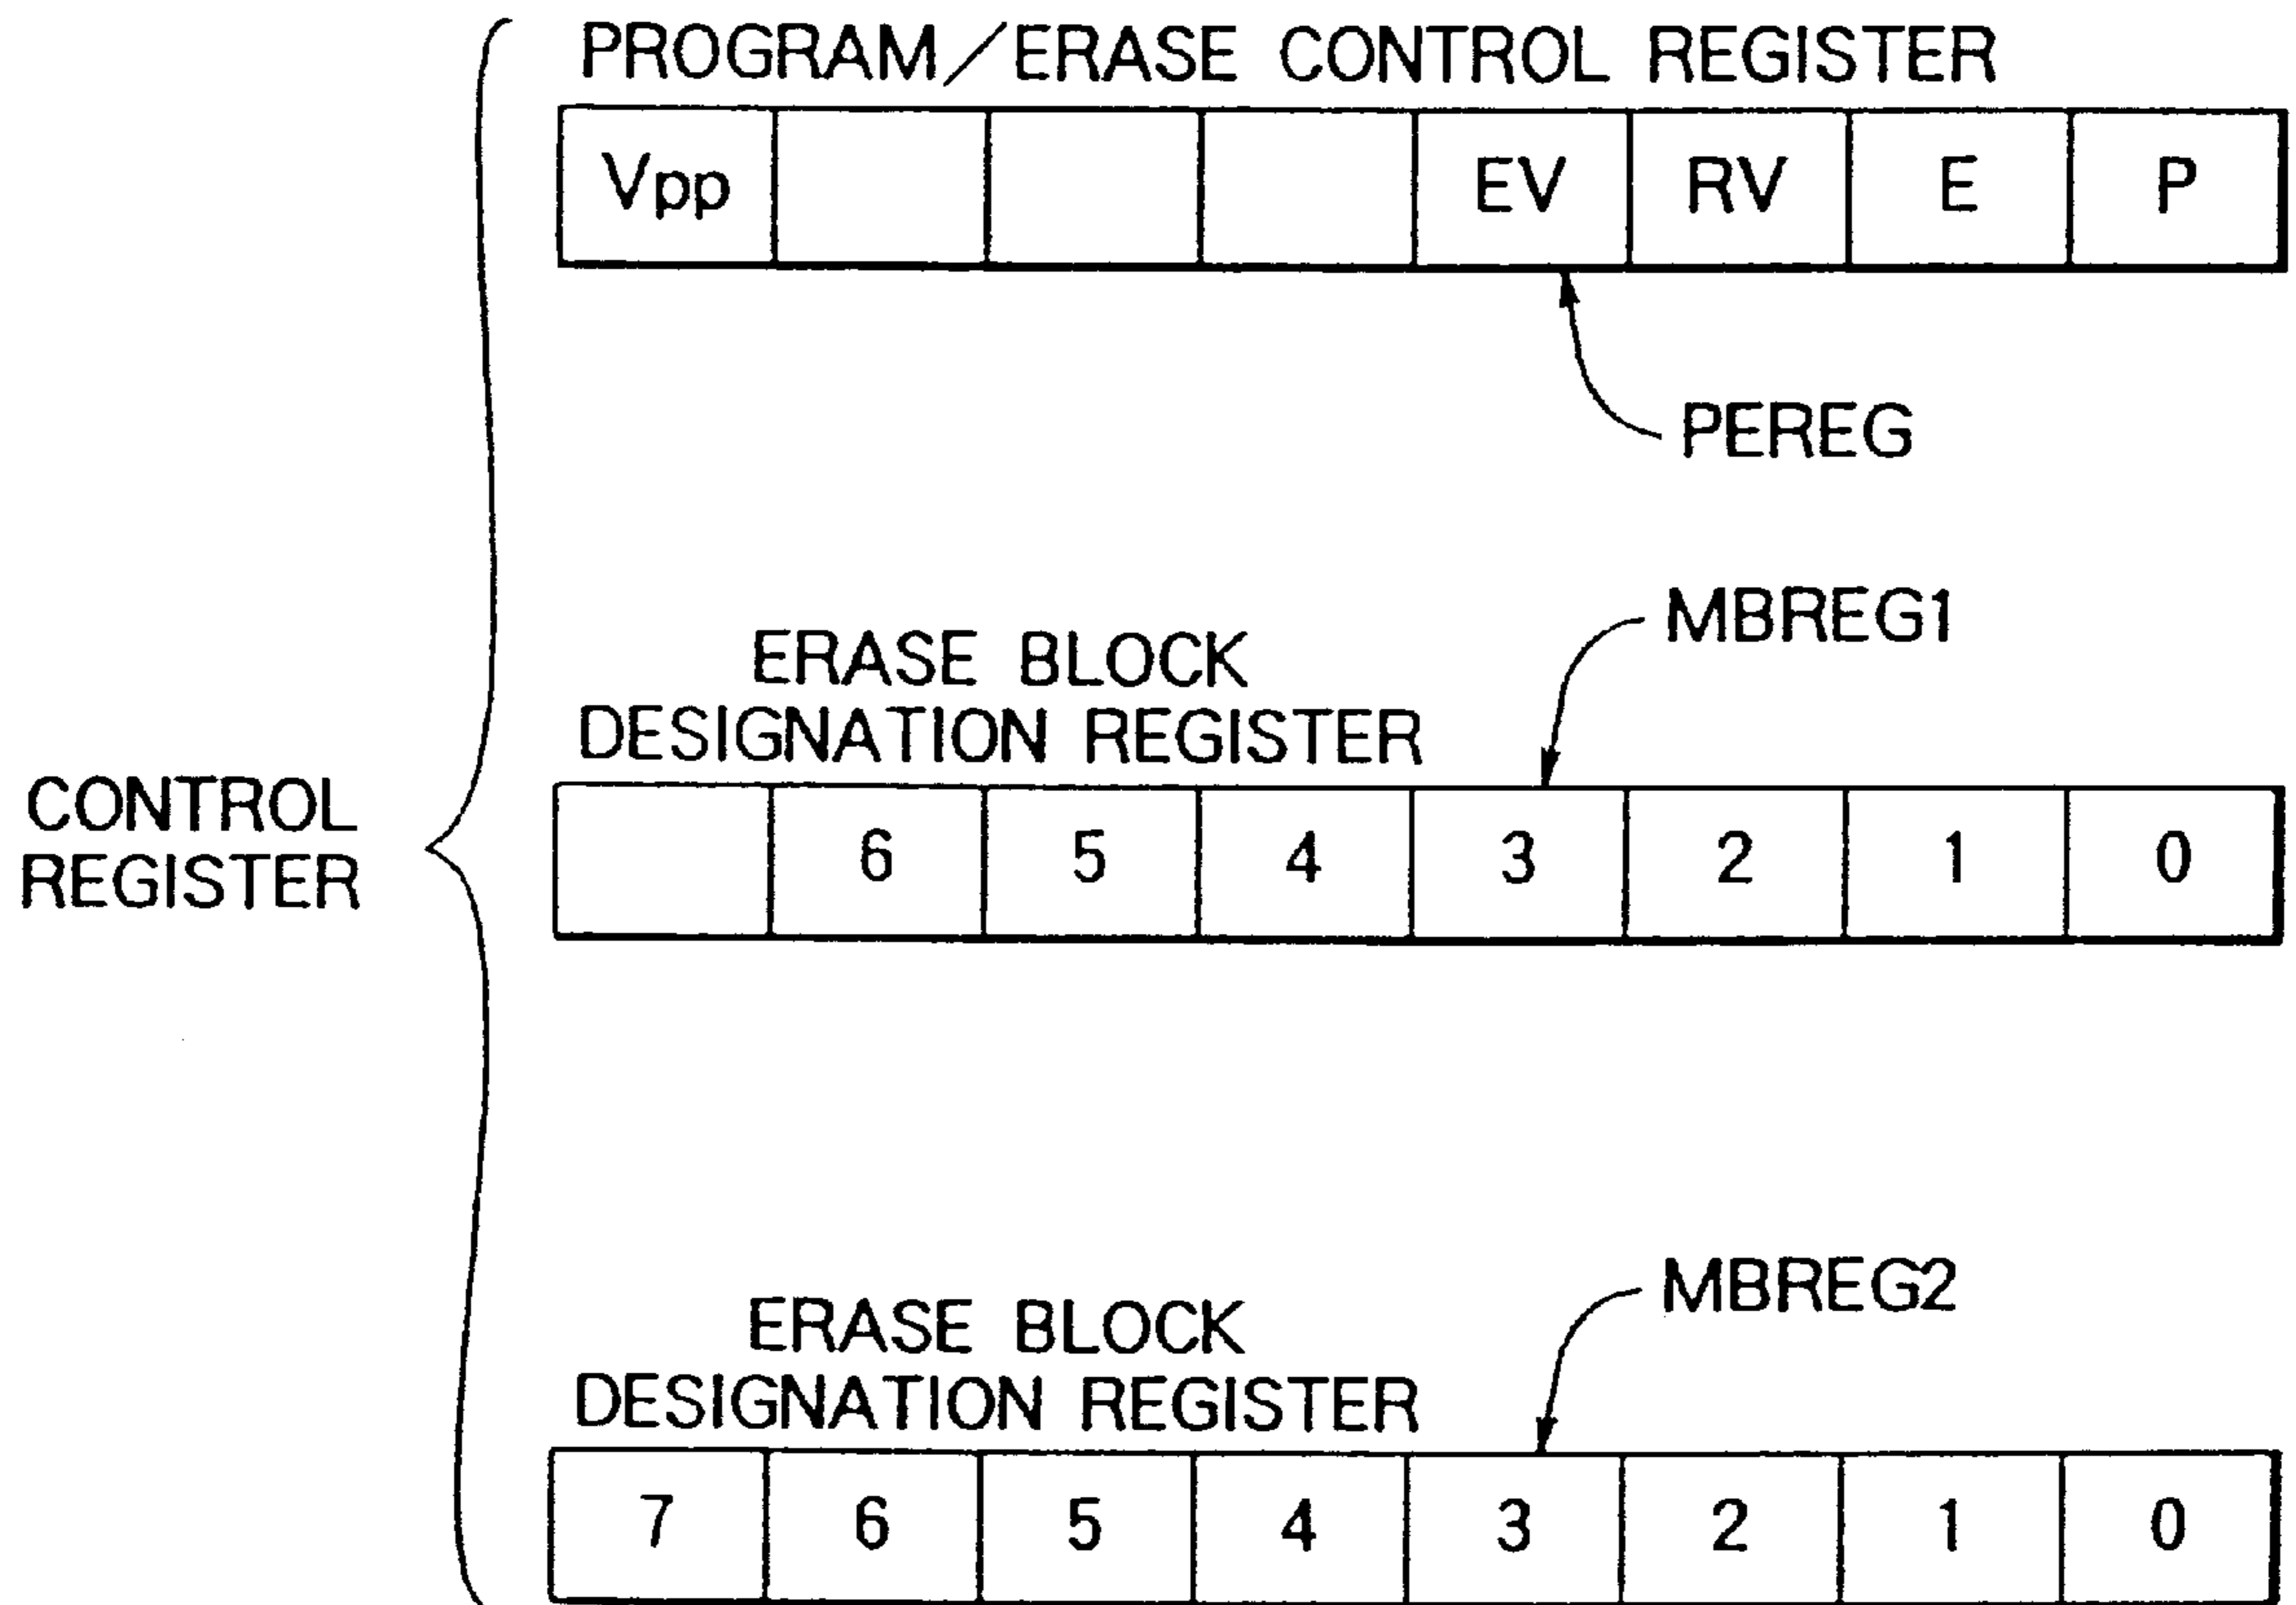 PROGRAM/ERASE CONTROL REGISTER
Vpp EV RV E P
PEREG
MBREG1
ERASE BLOCK
DESIGNATION REGISTER
CONTROL
REGISTER
6 5 4 3 2 1 0
MBREG2
ERASE BLOCK
DESIGNATION REGISTER
7 6 5 4 3 2 1 0